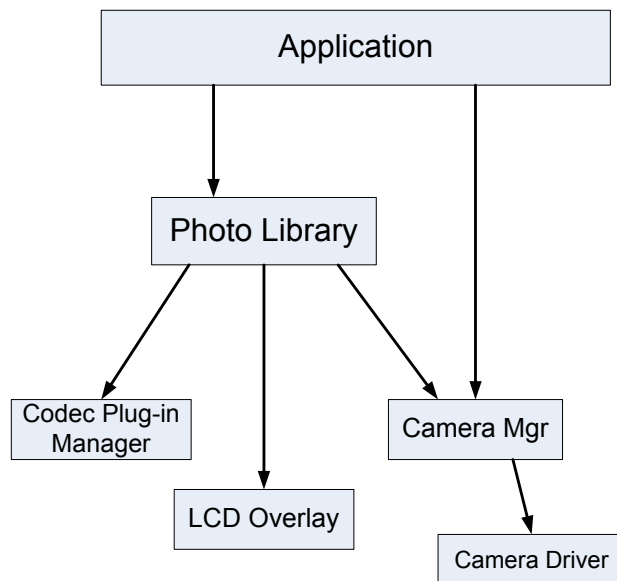 Application
Photo Library
Codec Plug-in
Manager
Camera Mgr
LCD Overlay
Camera Driver